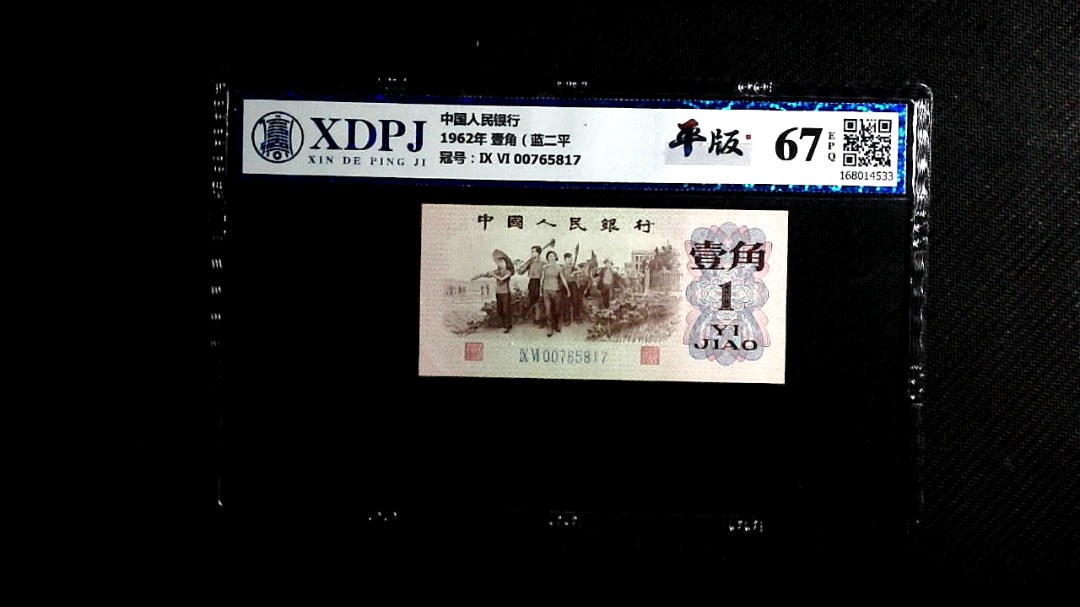 XDPJ
XIN DE PING JI
中国人民银行
1962年 壹角 ( 蓝二平
冠号 : IX VI 00765817
平版
67
EPQ
168014533
中國人民銀行
壹角
1
YI
JIAO
IX VI 00765817